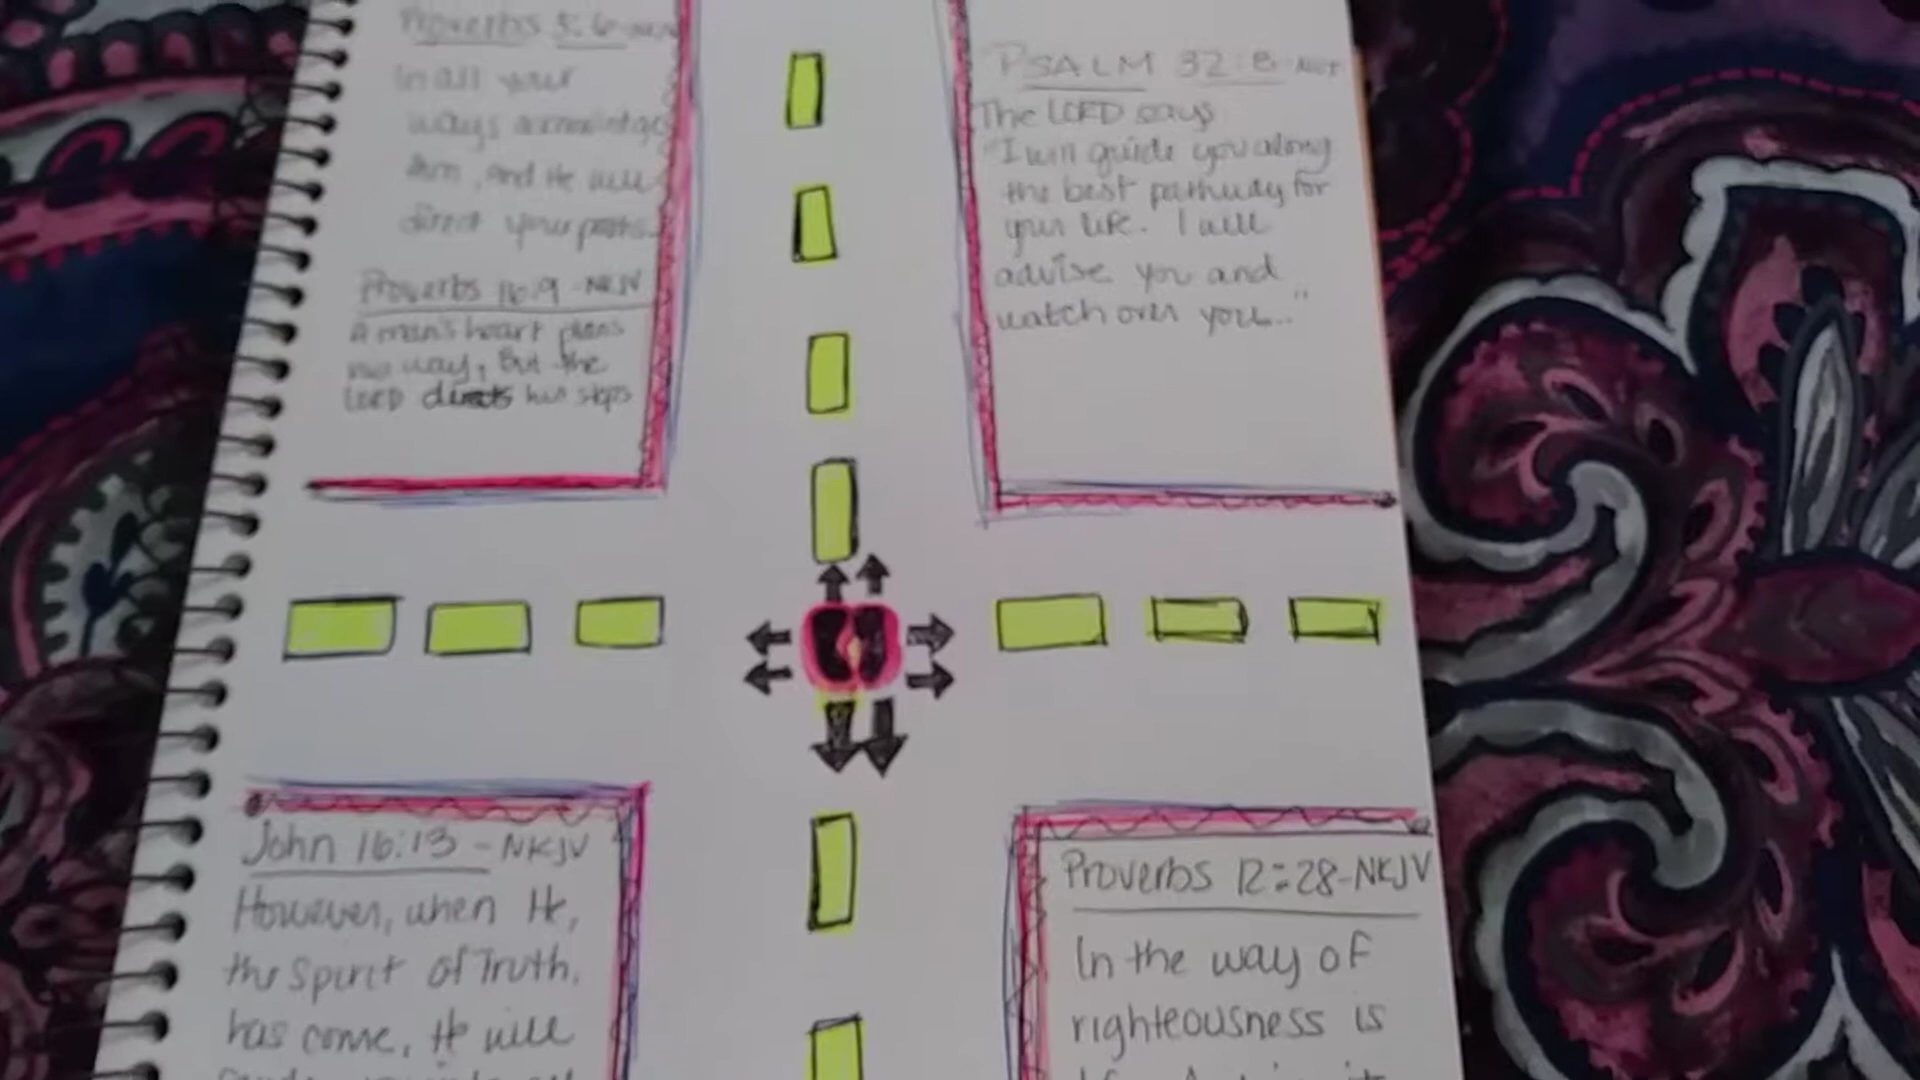 Proverbs 3:6-NKJV
In all your
ways acknowledge
Him, and He will
direct your paths.
Proverbs 16:9-NKJV
A man's heart plans
his way, But the
LORD directs his steps
PSALM 32:8-NLT
The LORD says
"I will guide you along
the best pathway for
your life. I will
advise you and
watch over you..."
John 16:13-NKJV
However, when He,
the Spirit of Truth,
has come, He will
Proverbs 12:28-NKJV
In the way of
righteousness is